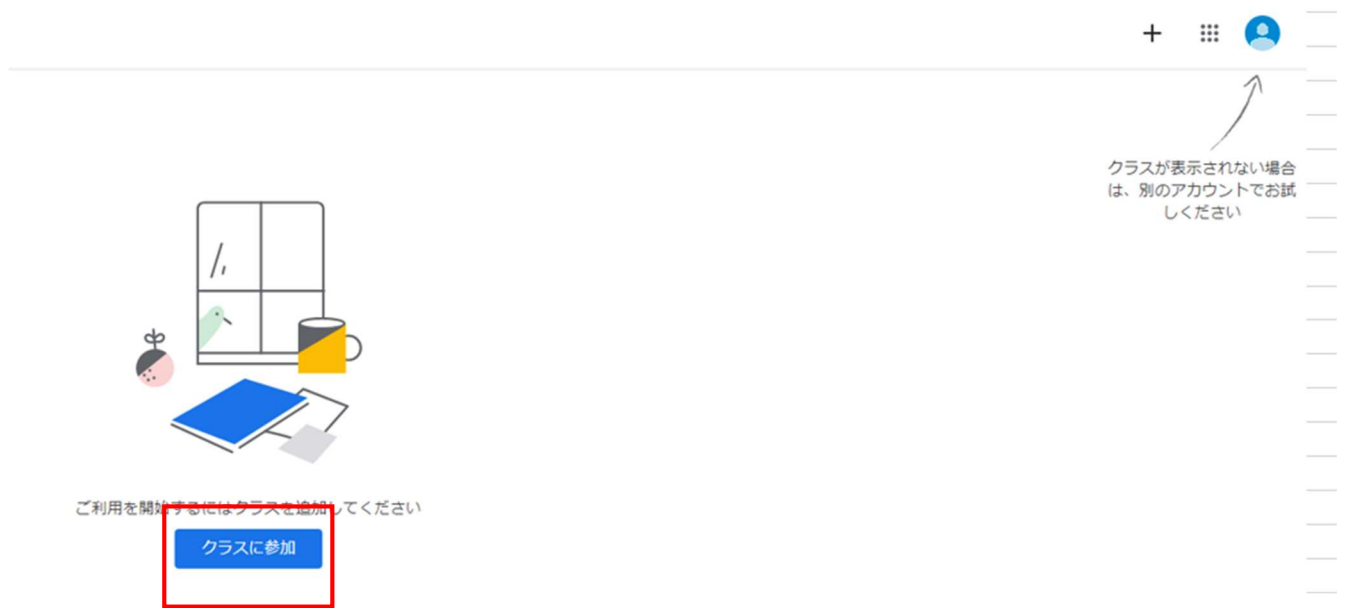 クラスが表示されない場合
は、別のアカウントでお試
しください
ご利用を開始するにはクラスを追加してください
クラスに参加